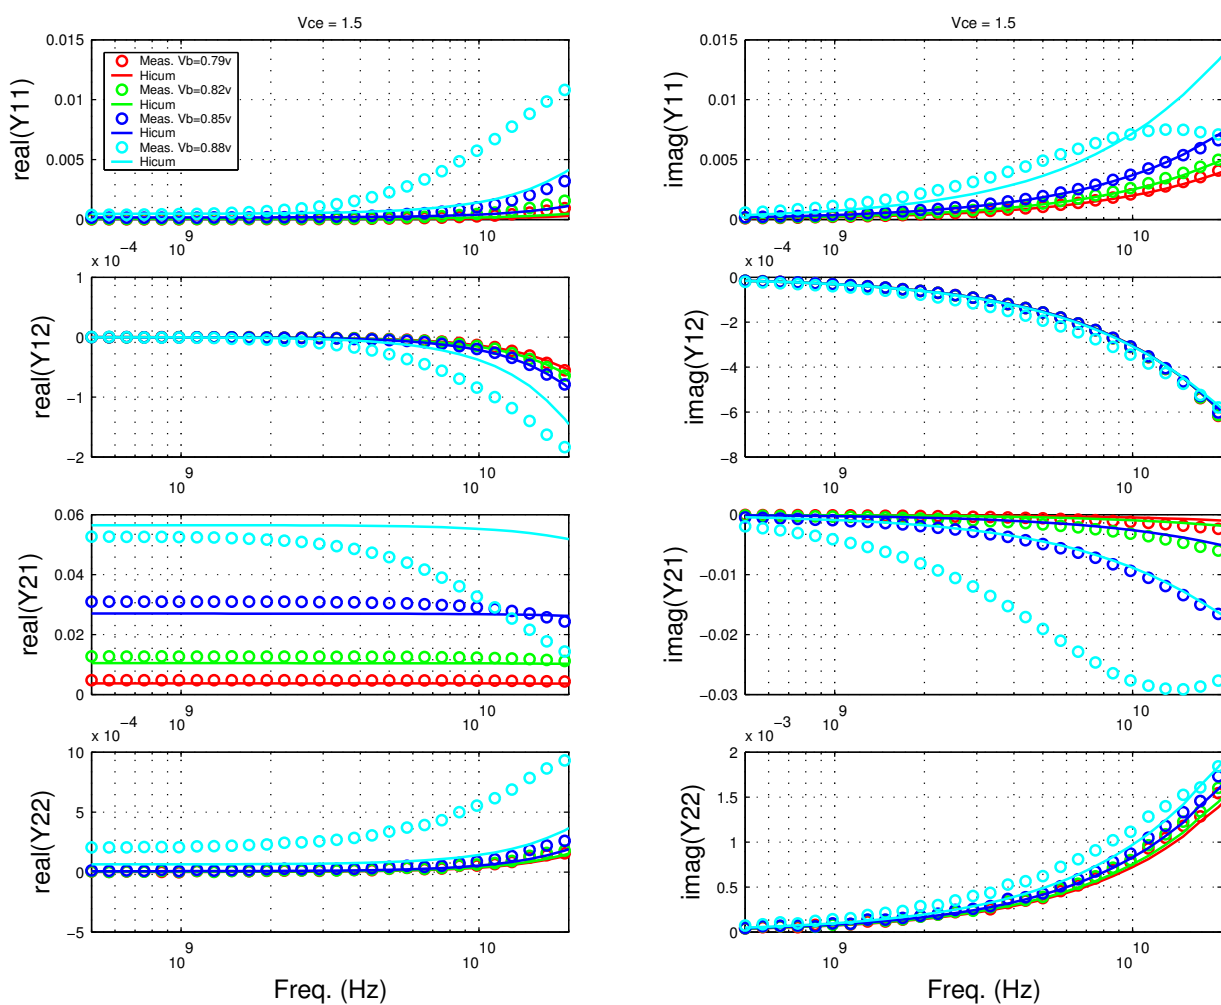 Vce = 1.5
0.015
0.01
0.005
0
real(Y11)
Meas. Vb=0.79v
Hicum
Meas. Vb=0.82v
Hicum
Meas. Vb=0.85v
Hicum
Meas. Vb=0.88v
Hicum
10^9
10^10
Vce = 1.5
0.015
0.01
0.005
0
imag(Y11)
10^9
10^10
x 10^−4
1
0
−1
−2
real(Y12)
10^9
10^10
x 10^−4
0
−2
−4
−6
−8
imag(Y12)
10^9
10^10
0.06
0.04
0.02
0
real(Y21)
10^9
10^10
0
−0.01
−0.02
−0.03
imag(Y21)
10^9
10^10
x 10^−4
10
5
0
−5
real(Y22)
10^9
10^10
Freq. (Hz)
x 10^−3
2
1.5
1
0.5
0
imag(Y22)
10^9
10^10
Freq. (Hz)